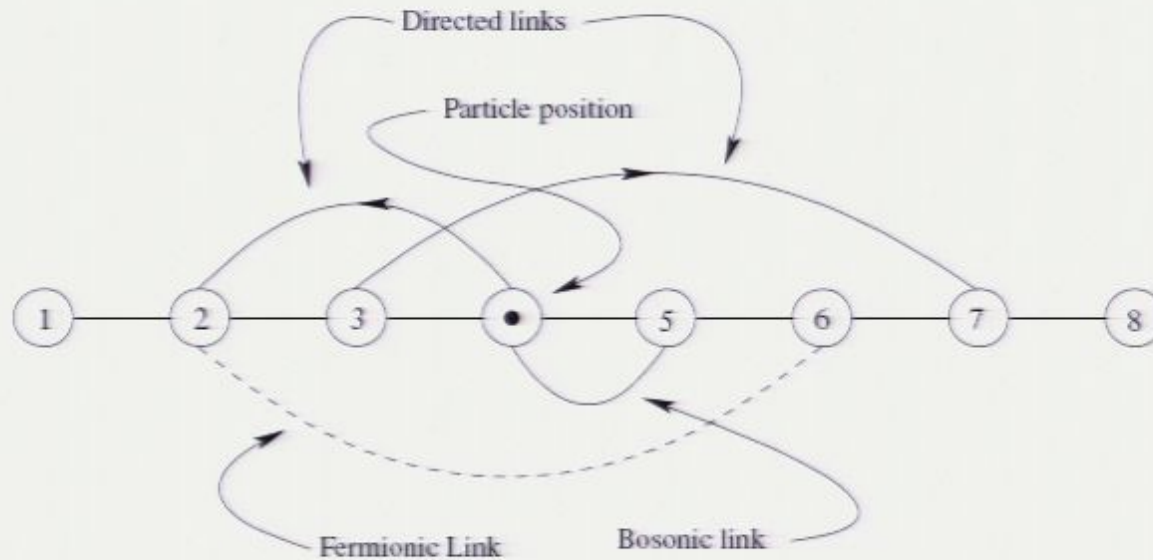 Directed links
Particle position
1 2 3 5 6 7 8
Fermionic Link
Bosonic link